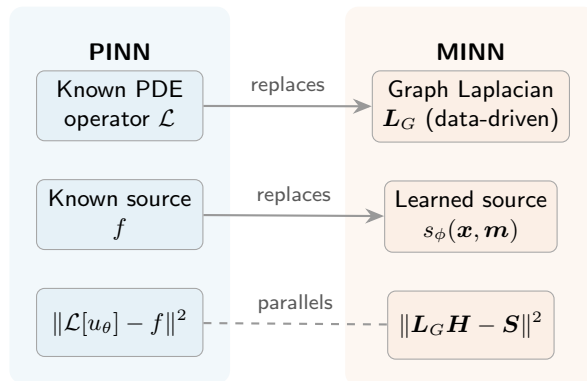 PINN
MINN
Known PDE
operator ℒ
replaces
Graph Laplacian
L_G (data-driven)
Known source
f
replaces
Learned source
s_ϕ(x, m)
‖ℒ[u_θ] − f‖²
parallels
‖L_G H − S‖²